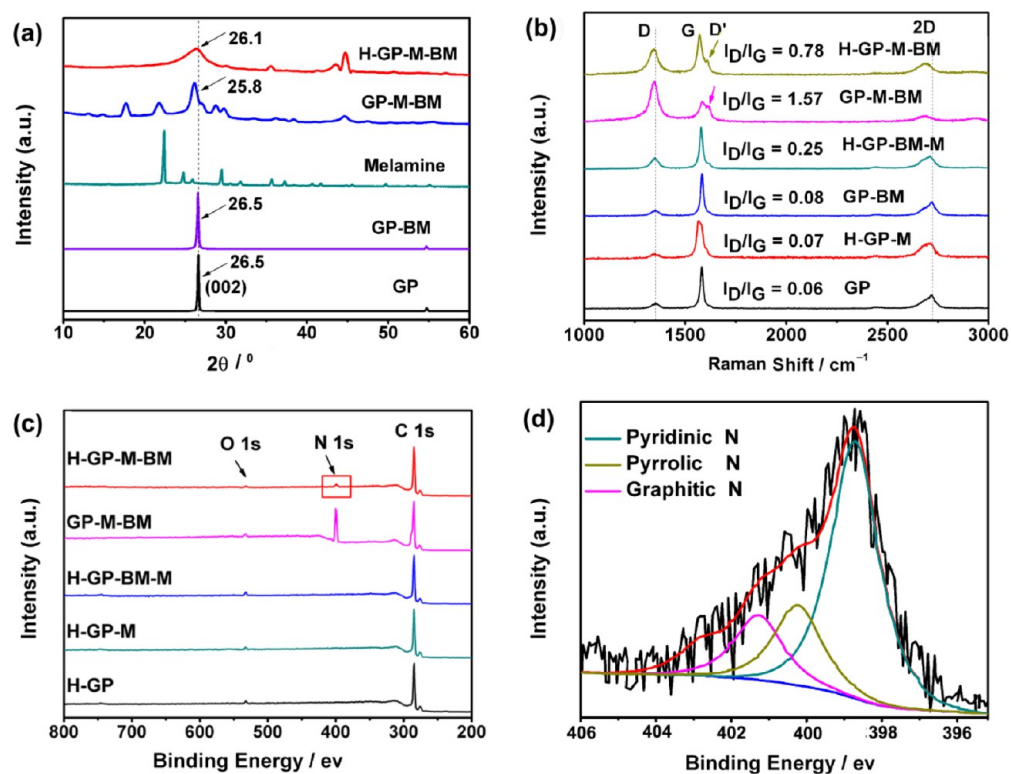 (a)
26.1
H-GP-M-BM
25.8
GP-M-BM
Melamine
26.5
GP-BM
26.5
(002)
GP
Intensity (a.u.)
10 20 30 40 50 60
2θ / º
(b)
D G D' 2D
I_D/I_G = 0.78 H-GP-M-BM
I_D/I_G = 1.57 GP-M-BM
I_D/I_G = 0.25 H-GP-BM-M
I_D/I_G = 0.08 GP-BM
I_D/I_G = 0.07 H-GP-M
I_D/I_G = 0.06 GP
Intensity (a.u.)
1000 1500 2000 2500 3000
Raman Shift / cm⁻¹
(c)
O 1s N 1s C 1s
H-GP-M-BM
GP-M-BM
H-GP-BM-M
H-GP-M
H-GP
Intensity (a.u.)
800 700 600 500 400 300 200
Binding Energy / ev
(d)
Pyridinic N
Pyrrolic N
Graphitic N
Intensity (a.u.)
406 404 402 400 398 396
Binding Energy / ev